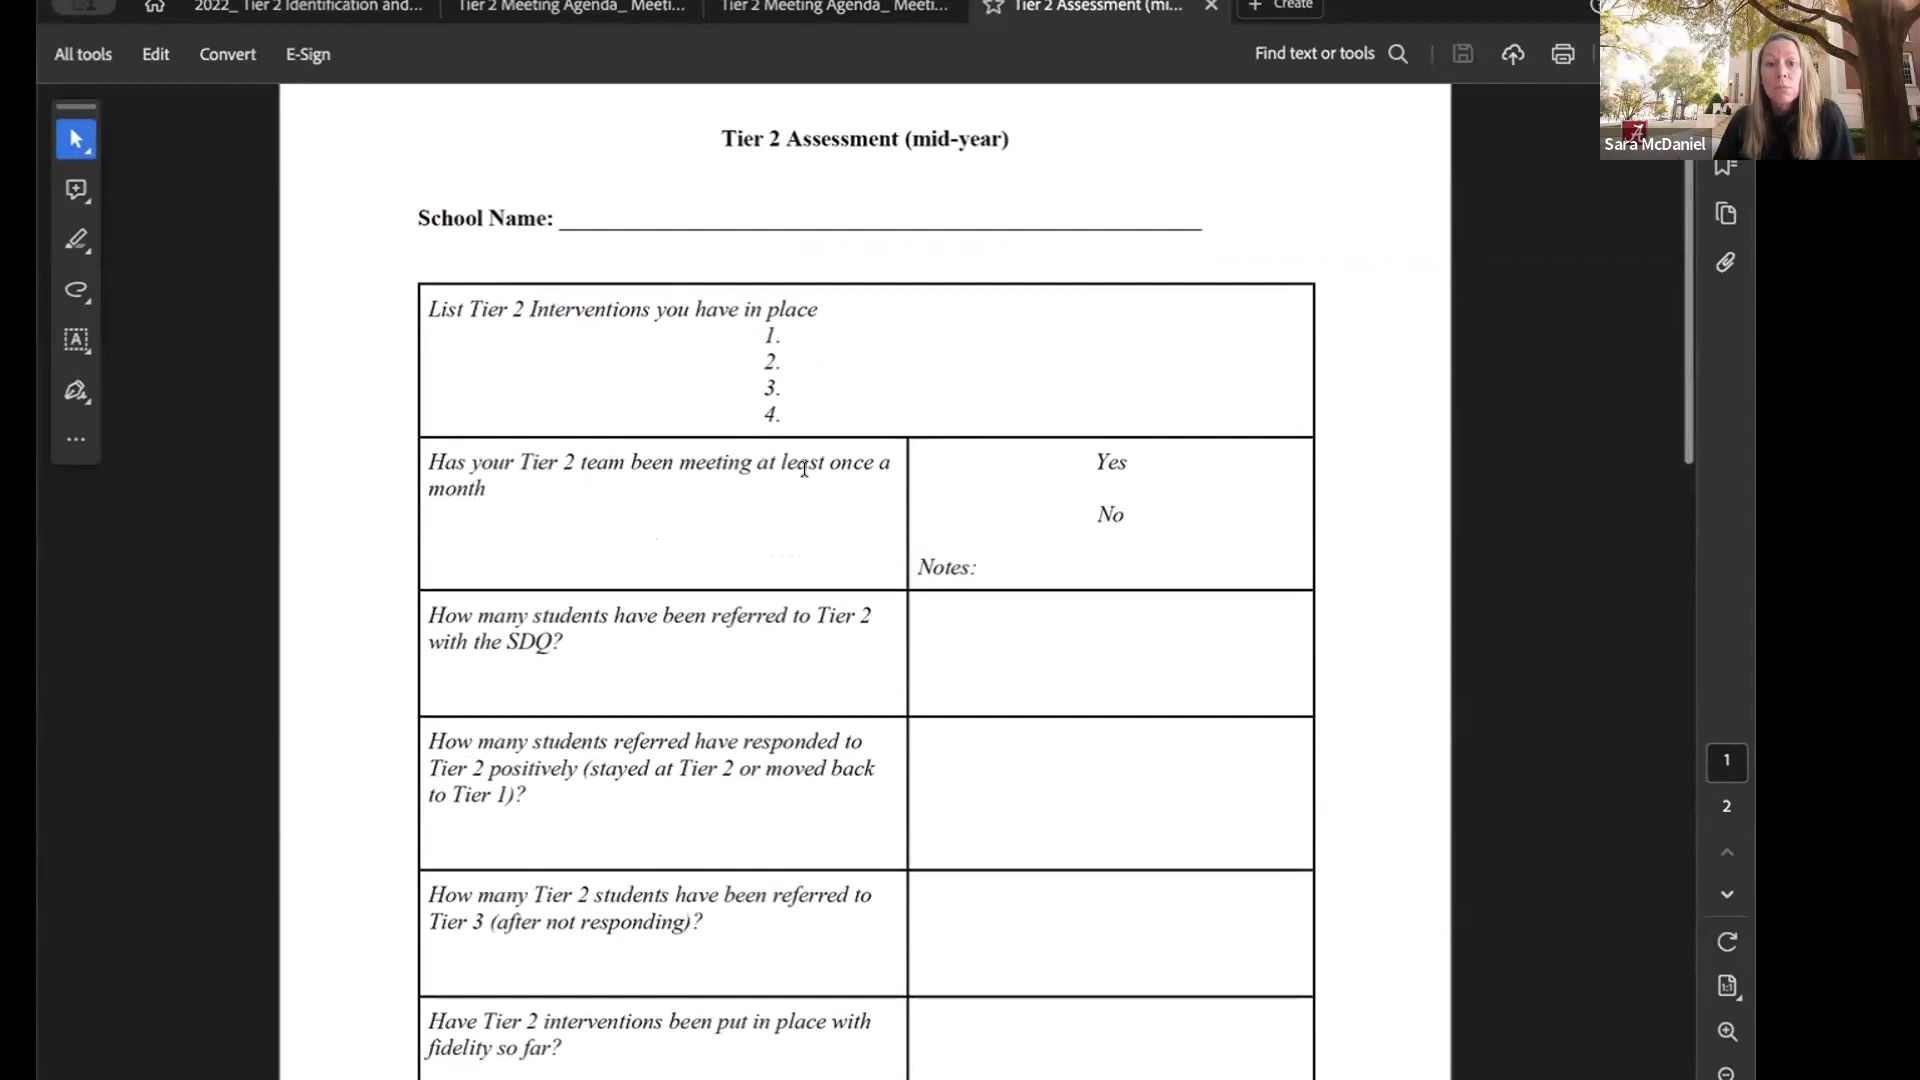 2022_ Tier 2 Identification and...
Tier 2 Meeting Agenda_ Meeti...
Tier 2 Meeting Agenda_ Meeti...
Tier 2 Assessment (mi...
Create
All tools
Edit
Convert
E-Sign
Find text or tools
Sara McDaniel
Tier 2 Assessment (mid-year)
School Name:
List Tier 2 Interventions you have in place
1.
2.
3.
4.
Has your Tier 2 team been meeting at least once a
month
Yes
No
Notes:
How many students have been referred to Tier 2
with the SDQ?
How many students referred have responded to
Tier 2 positively (stayed at Tier 2 or moved back
to Tier 1)?
How many Tier 2 students have been referred to
Tier 3 (after not responding)?
Have Tier 2 interventions been put in place with
fidelity so far?
1
2